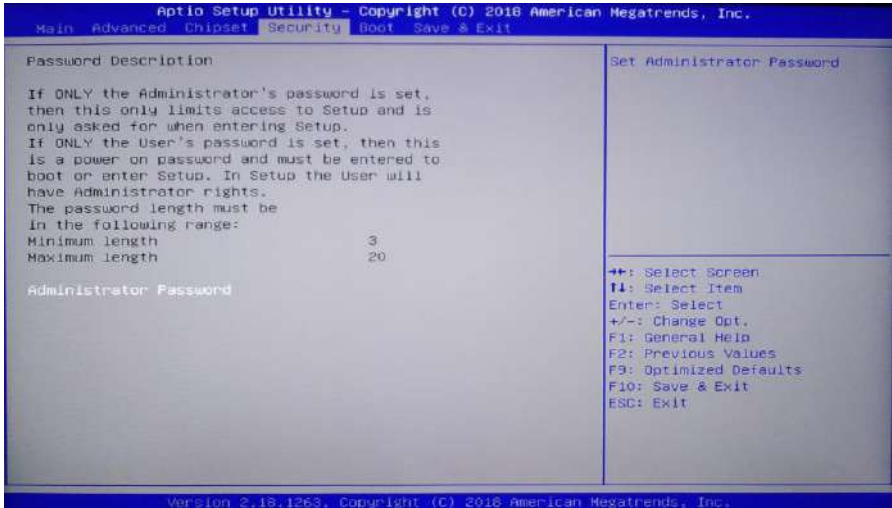 Aptio Setup Utility – Copyright (C) 2018 American Megatrends, Inc.
Main Advanced Chipset Security Boot Save & Exit
Password Description
If ONLY the Administrator's password is set,
then this only limits access to Setup and is
only asked for when entering Setup.
If ONLY the User's password is set, then this
is a power on password and must be entered to
boot or enter Setup. In Setup the User will
have Administrator rights.
The password length must be
in the following range:
Minimum length 3
Maximum length 20
Administrator Password
Set Administrator Password
→←: Select Screen
↑↓: Select Item
Enter: Select
+/-: Change Opt.
F1: General Help
F2: Previous Values
F9: Optimized Defaults
F10: Save & Exit
ESC: Exit
Version 2.18.1263. Copyright (C) 2018 American Megatrends, Inc.